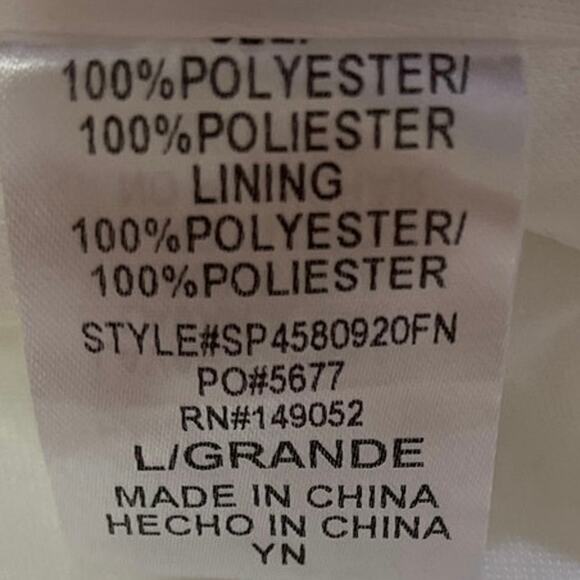 100%POLYESTER/
100%POLIESTER
LINING
100%POLYESTER/
100%POLIESTER
STYLE#SP4580920FN
PO#5677
RN#149052
L/GRANDE
MADE IN CHINA
HECHO IN CHINA
YN